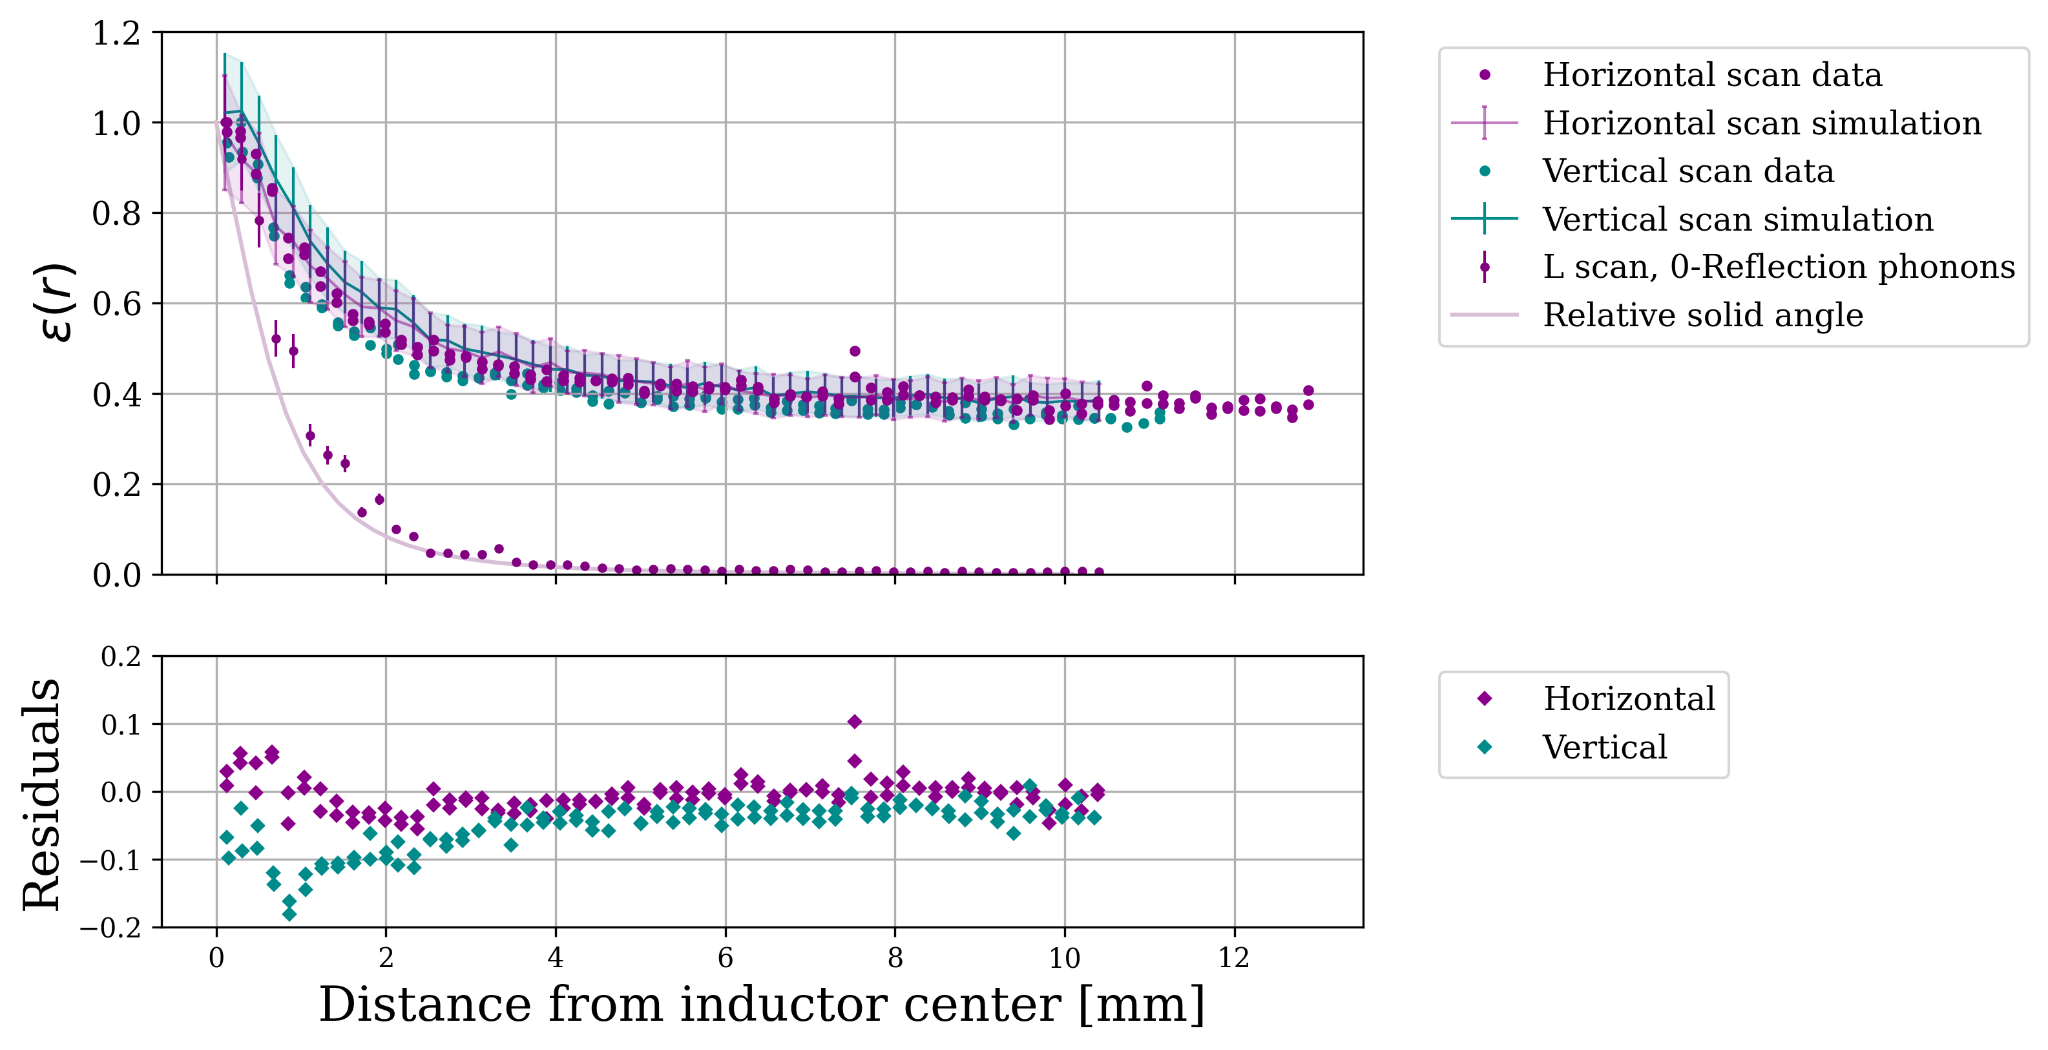 1.2
1.0
0.8
0.6
0.4
0.2
0.0
ε(r)
Horizontal scan data
Horizontal scan simulation
Vertical scan data
Vertical scan simulation
L scan, 0-Reflection phonons
Relative solid angle
0.2
0.1
0.0
−0.1
−0.2
Residuals
Horizontal
Vertical
0 2 4 6 8 10 12
Distance from inductor center [mm]